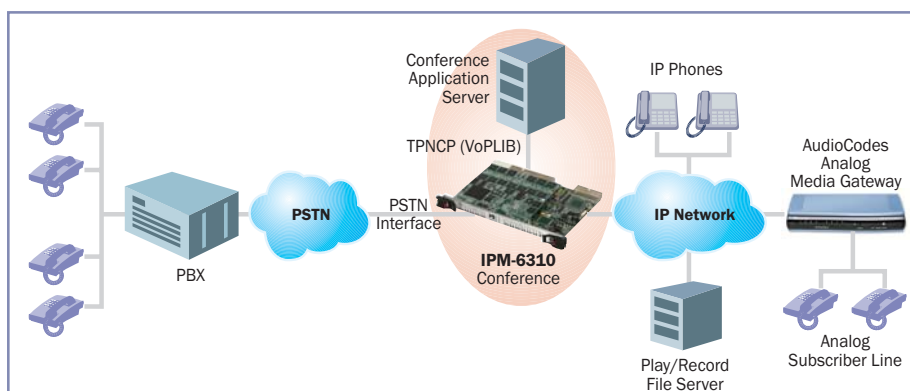 Conference
Application
Server
TPNCP (VoPLIB)
PBX
PSTN
PSTN
Interface
IPM-6310
Conference
IP Phones
IP Network
AudioCodes
Analog
Media Gateway
Play/Record
File Server
Analog
Subscriber Line